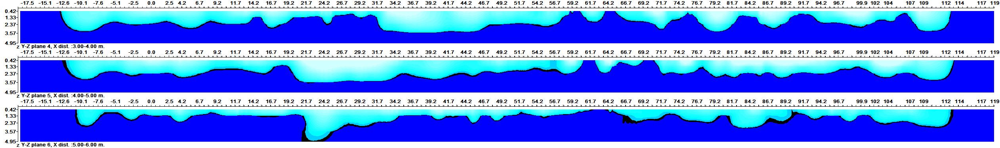 -17.5 -15.1 -12.6 -10.1 -7.6 -5.1 -2.5 0.0 2.5 4.2 6.7 9.2 11.7 14.2 16.7 19.2 21.7 24.2 26.7 29.2 31.7 34.2 36.7 39.2 41.7 44.2 46.7 49.2 51.7 54.2 56.7 59.2 61.7 64.2 66.7 69.2 71.7 74.2 76.7 79.2 81.7 84.2 86.7 89.2 91.7 94.2 96.7 99.9 102 104 107 109 112 114 117 119
0.42
1.33
2.37
3.57
4.95
z Y-Z plane 4, X dist. :3.00-4.00 m.
-17.5 -15.1 -12.6 -10.1 -7.6 -5.1 -2.5 0.0 2.5 4.2 6.7 9.2 11.7 14.2 16.7 19.2 21.7 24.2 26.7 29.2 31.7 34.2 36.7 39.2 41.7 44.2 46.7 49.2 51.7 54.2 56.7 59.2 61.7 64.2 66.7 69.2 71.7 74.2 76.7 79.2 81.7 84.2 86.7 89.2 91.7 94.2 96.7 99.9 102 104 107 109 112 114 117 119
0.42
1.33
2.37
3.57
4.95
z Y-Z plane 5, X dist. :4.00-5.00 m.
-17.5 -15.1 -12.6 -10.1 -7.6 -5.1 -2.5 0.0 2.5 4.2 6.7 9.2 11.7 14.2 16.7 19.2 21.7 24.2 26.7 29.2 31.7 34.2 36.7 39.2 41.7 44.2 46.7 49.2 51.7 54.2 56.7 59.2 61.7 64.2 66.7 69.2 71.7 74.2 76.7 79.2 81.7 84.2 86.7 89.2 91.7 94.2 96.7 99.9 102 104 107 109 112 114 117 119
0.42
1.33
2.37
3.57
4.95
z Y-Z plane 6, X dist. :5.00-6.00 m.